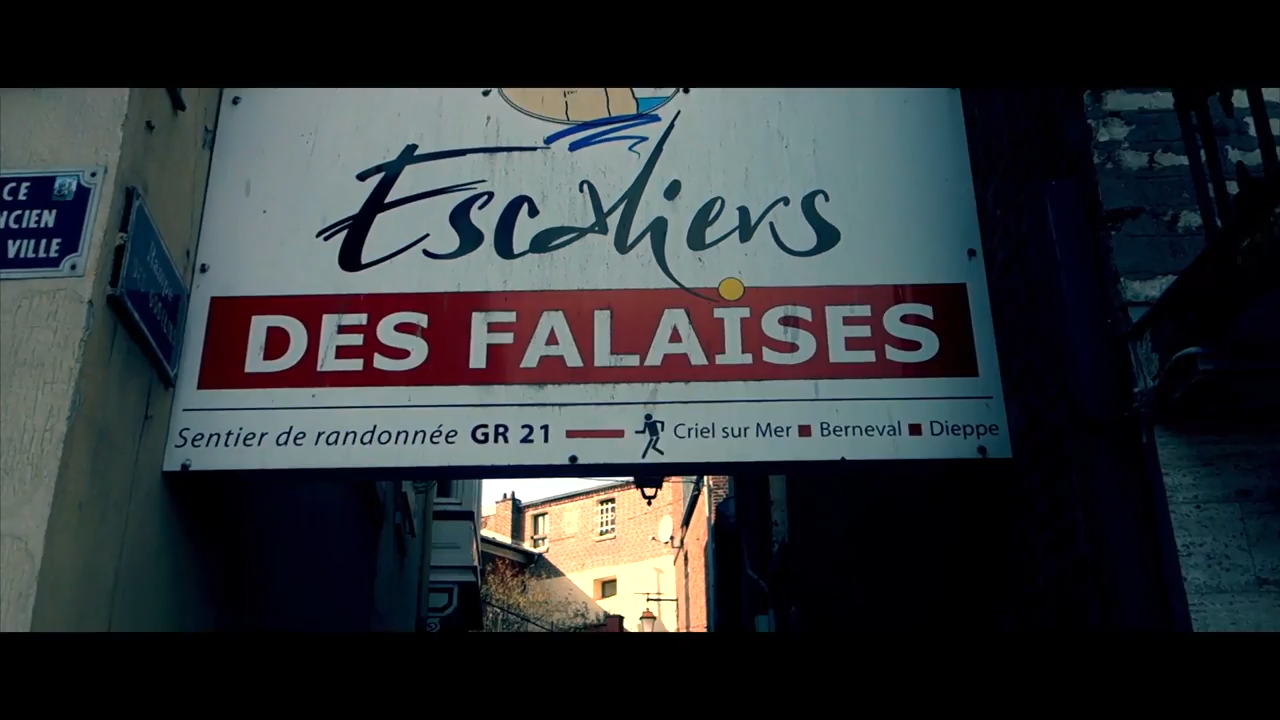 CE
NCIEN
VILLE
Escaliers
DES FALAISES
Sentier de randonnée GR 21 Criel sur Mer Berneval Dieppe